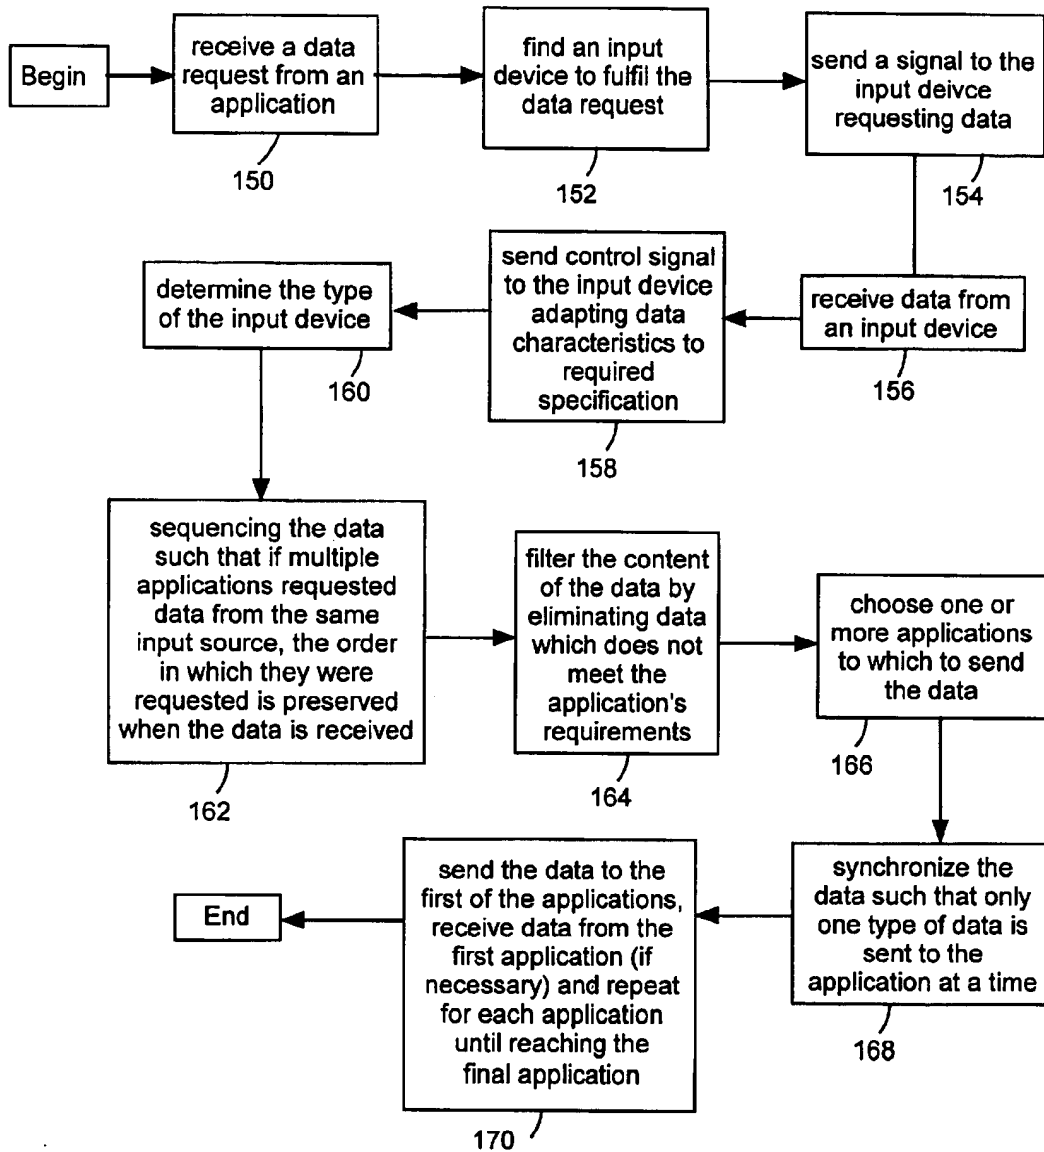 Begin
receive a data
request from an
application
150
find an input
device to fulfil the
data request
152
send a signal to the
input deivce
requesting data
154
receive data from
an input device
156
send control signal
to the input device
adapting data
characteristics to
required
specification
158
determine the type
of the input device
160
sequencing the data
such that if multiple
applications requested
data from the same
input source, the order
in which they were
requested is preserved
when the data is received
162
filter the content
of the data by
eliminating data
which does not
meet the
application's
requirements
164
choose one or
more applications
to which to send
the data
166
synchronize the
data such that only
one type of data is
sent to the
application at a time
168
send the data to the
first of the applications,
receive data from the
first application (if
necessary) and repeat
for each application
until reaching the
final application
170
End